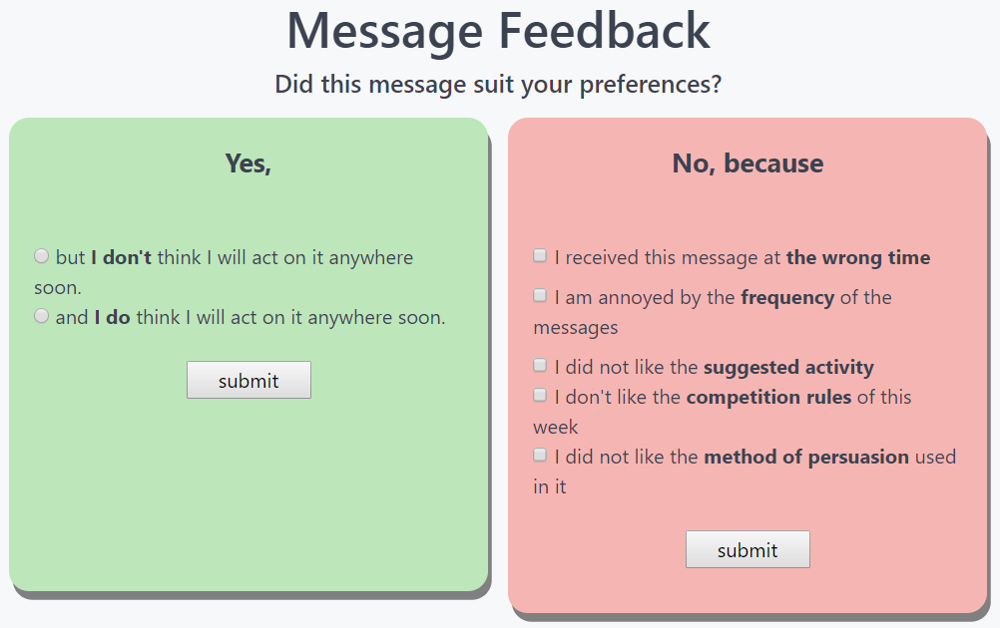 Message Feedback
Did this message suit your preferences?
Yes,
but I don't think I will act on it anywhere
soon.
and I do think I will act on it anywhere soon.
submit
No, because
I received this message at the wrong time
I am annoyed by the frequency of the
messages
I did not like the suggested activity
I don't like the competition rules of this
week
I did not like the method of persuasion used
in it
submit